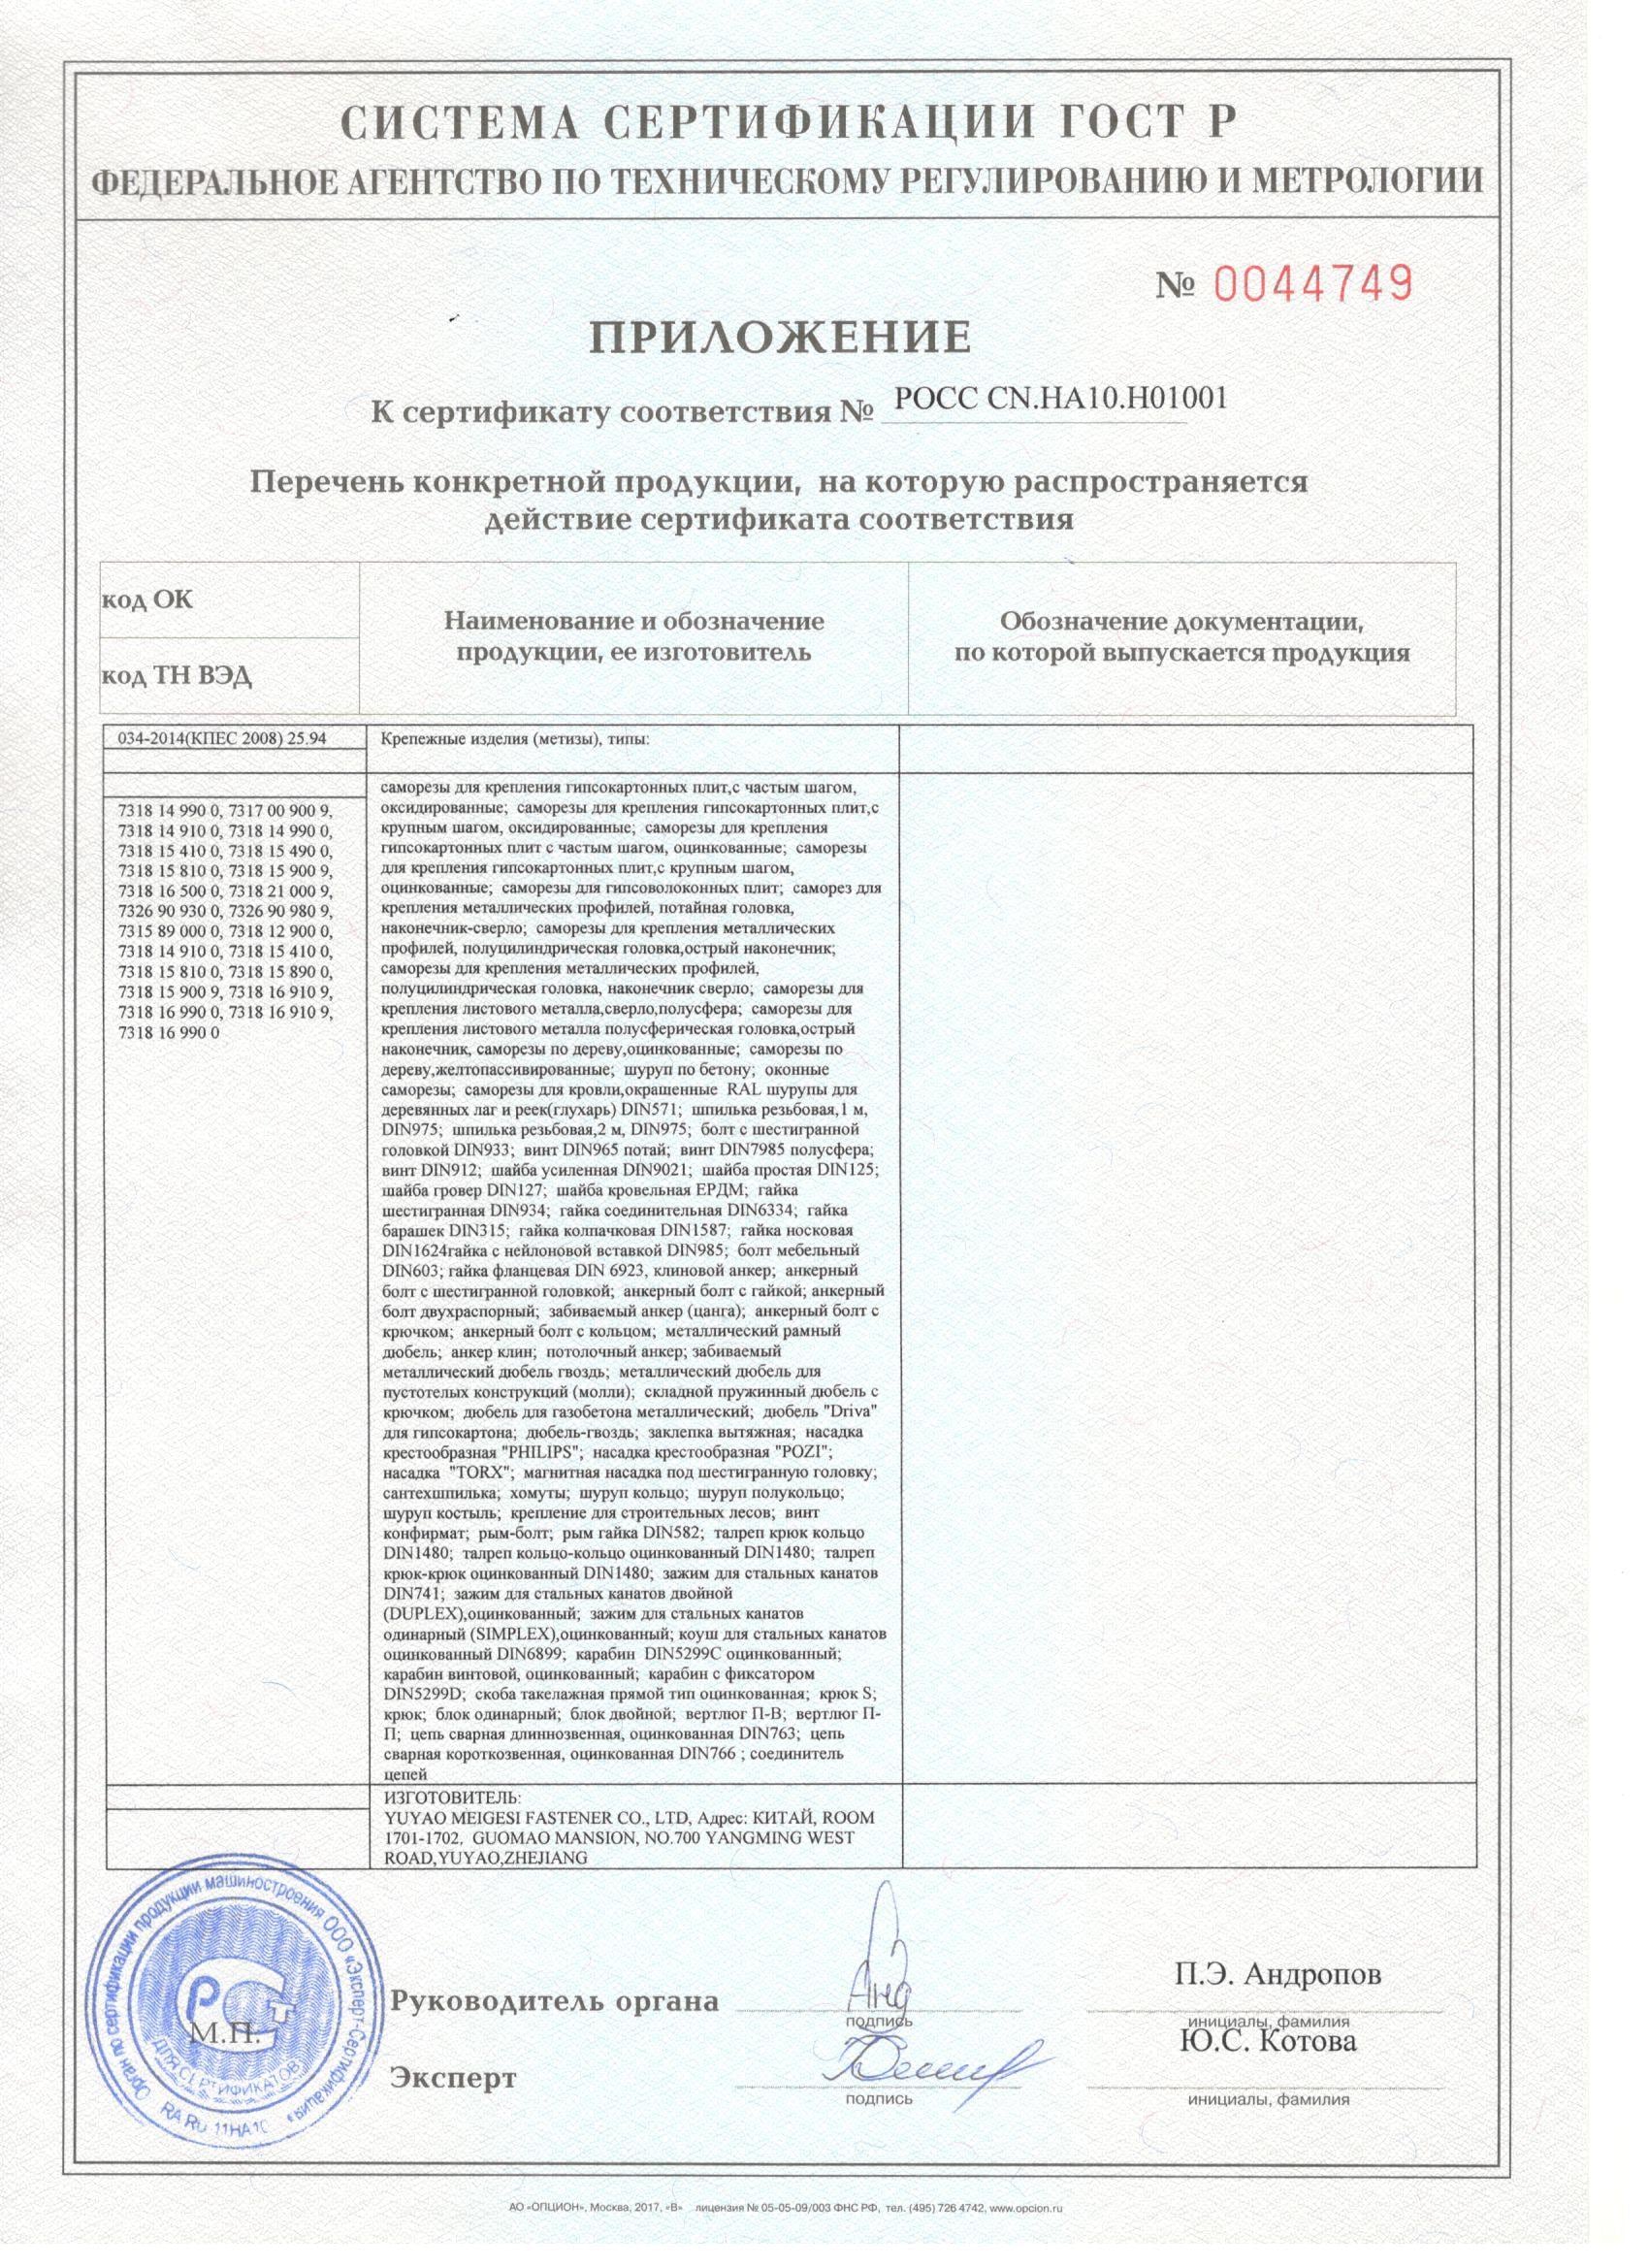 СИСТЕМА СЕРТИФИКАЦИИ ГОСТ Р
ФЕДЕРАЛЬНОЕ АГЕНТСТВО ПО ТЕХНИЧЕСКОМУ РЕГУЛИРОВАНИЮ И МЕТРОЛОГИИ
№ 0044749
ПРИЛОЖЕНИЕ
К сертификату соответствия № РОСС CN.НА10.Н01001
Перечень конкретной продукции, на которую распространяется
действие сертификата соответствия
код ОК
код ТН ВЭД
Наименование и обозначение
продукции, ее изготовитель
Обозначение документации,
по которой выпускается продукция
034-2014(КПЕС 2008) 25.94
Крепежные изделия (метизы), типы:
7318 14 990 0, 7317 00 900 9,
7318 14 910 0, 7318 14 990 0,
7318 15 410 0, 7318 15 490 0,
7318 15 810 0, 7318 15 900 9,
7318 16 500 0, 7318 21 000 9,
7326 90 930 0, 7326 90 980 9,
7315 89 000 0, 7318 12 900 0,
7318 14 910 0, 7318 15 410 0,
7318 15 810 0, 7318 15 890 0,
7318 15 900 9, 7318 16 910 9,
7318 16 990 0, 7318 16 910 9,
7318 16 990 0
саморезы для крепления гипсокартонных плит,с частым шагом,
оксидированные; саморезы для крепления гипсокартонных плит,с
крупным шагом, оксидированные; саморезы для крепления
гипсокартонных плит с частым шагом, оцинкованные; саморезы
для крепления гипсокартонных плит,с крупным шагом,
оцинкованные; саморезы для гипсоволоконных плит; саморез для
крепления металлических профилей, потайная головка,
наконечник-сверло; саморезы для крепления металлических
профилей, полуцилиндрическая головка,острый наконечник;
саморезы для крепления металлических профилей,
полуцилиндрическая головка, наконечник сверло; саморезы для
крепления листового металла,сверло,полусфера; саморезы для
крепления листового металла полусферическая головка,острый
наконечник, саморезы по дереву,оцинкованные; саморезы по
дереву,желтопассивированные; шуруп по бетону; оконные
саморезы; саморезы для кровли,окрашенные RAL шурупы для
деревянных лаг и реек(глухарь) DIN571; шпилька резьбовая,1 м,
DIN975; шпилька резьбовая,2 м, DIN975; болт с шестигранной
головкой DIN933; винт DIN965 потай; винт DIN7985 полусфера;
винт DIN912; шайба усиленная DIN9021; шайба простая DIN125;
шайба гровер DIN127; шайба кровельная ЕРДМ; гайка
шестигранная DIN934; гайка соединительная DIN6334; гайка
барашек DIN315; гайка колпачковая DIN1587; гайка носковая
DIN1624гайка с нейлоновой вставкой DIN985; болт мебельный
DIN603; гайка фланцевая DIN 6923, клиновой анкер; анкерный
болт с шестигранной головкой; анкерный болт с гайкой; анкерный
болт двухраспорный; забиваемый анкер (цанга); анкерный болт с
крючком; анкерный болт с кольцом; металлический рамный
дюбель; анкер клин; потолочный анкер; забиваемый
металлический дюбель гвоздь; металлический дюбель для
пустотелых конструкций (молли); складной пружинный дюбель с
крючком; дюбель для газобетона металлический; дюбель "Driva"
для гипсокартона; дюбель-гвоздь; заклепка вытяжная; насадка
крестообразная "PHILIPS"; насадка крестообразная "POZI";
насадка "TORX"; магнитная насадка под шестигранную головку;
сантехшпилька; хомуты; шуруп кольцо; шуруп полукольцо;
шуруп костыль; крепление для строительных лесов; винт
конфирмат; рым-болт; рым гайка DIN582; талреп крюк кольцо
DIN1480; талреп кольцо-кольцо оцинкованный DIN1480; талреп
крюк-крюк оцинкованный DIN1480; зажим для стальных канатов
DIN741; зажим для стальных канатов двойной
(DUPLEX),оцинкованный; зажим для стальных канатов
одинарный (SIMPLEX),оцинкованный; коуш для стальных канатов
оцинкованный DIN6899; карабин DIN5299C оцинкованный;
карабин винтовой, оцинкованный; карабин с фиксатором
DIN5299D; скоба такелажная прямой тип оцинкованная; крюк S;
крюк; блок одинарный; блок двойной; вертлюг П-В; вертлюг П-
П; цепь сварная длиннозвенная, оцинкованная DIN763; цепь
сварная короткозвенная, оцинкованная DIN766 ; соединитель
цепей
ИЗГОТОВИТЕЛЬ:
YUYAO MEIGESI FASTENER CO., LTD, Адрес: КИТАЙ, ROOM
1701-1702, GUOMAO MANSION, NO.700 YANGMING WEST
ROAD,YUYAO,ZHEJIANG
Орган по сертификации продукции машиностроения ООО «Эксперт-Сертификация»
РСТ
ДЛЯ СЕРТИФИКАТОВ
RA RU 11НА10
М.П.
Руководитель органа
подпись
П.Э. Андропов
инициалы, фамилия
Эксперт
подпись
Ю.С. Котова
инициалы, фамилия
АО «ОПЦИОН», Москва, 2017, «В» лицензия № 05-05-09/003 ФНС РФ, тел. (495) 726 4742, www.opcion.ru